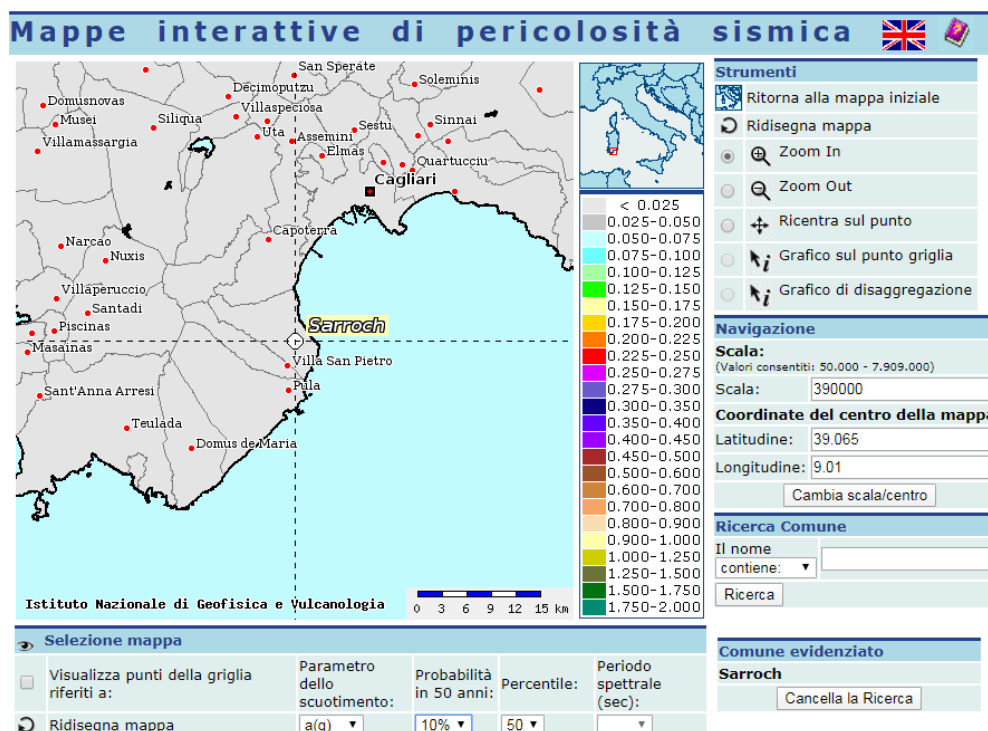 Mappe interattive di pericolosità sismica
San Sperate
Decimoputzu
Soleminis
Domusnovas
Villaspeciosa
Musei
Siliqua
Uta
Assemini
Sestu
Sinnai
Villamassargia
Elmas
Quartucciu
Cagliari
Capoterra
Narcao
Nuxis
Villaperuccio
Santadi
Piscinas
Sarroch
Masainas
Villa San Pietro
Sant'Anna Arresi
Pula
Teulada
Domus de Maria
Istituto Nazionale di Geofisica e Vulcanologia
0 3 6 9 12 15 km
< 0.025
0.025-0.050
0.050-0.075
0.075-0.100
0.100-0.125
0.125-0.150
0.150-0.175
0.175-0.200
0.200-0.225
0.225-0.250
0.250-0.275
0.275-0.300
0.300-0.350
0.350-0.400
0.400-0.450
0.450-0.500
0.500-0.600
0.600-0.700
0.700-0.800
0.800-0.900
0.900-1.000
1.000-1.250
1.250-1.500
1.500-1.750
1.750-2.000
Strumenti
Ritorna alla mappa iniziale
Ridisegna mappa
Zoom In
Zoom Out
Ricentra sul punto
Grafico sul punto griglia
Grafico di disaggregazione
Navigazione
Scala:
(Valori consentiti: 50.000 - 7.909.000)
Scala: 390000
Coordinate del centro della mappa
Latitudine: 39.065
Longitudine: 9.01
Cambia scala/centro
Ricerca Comune
Il nome
contiene:
Ricerca
Selezione mappa
Visualizza punti della griglia
riferiti a:
Parametro
dello
scuotimento:
Probabilità
in 50 anni:
Percentile:
Periodo
spettrale
(sec):
Ridisegna mappa
a(g)
10%
50
Comune evidenziato
Sarroch
Cancella la Ricerca